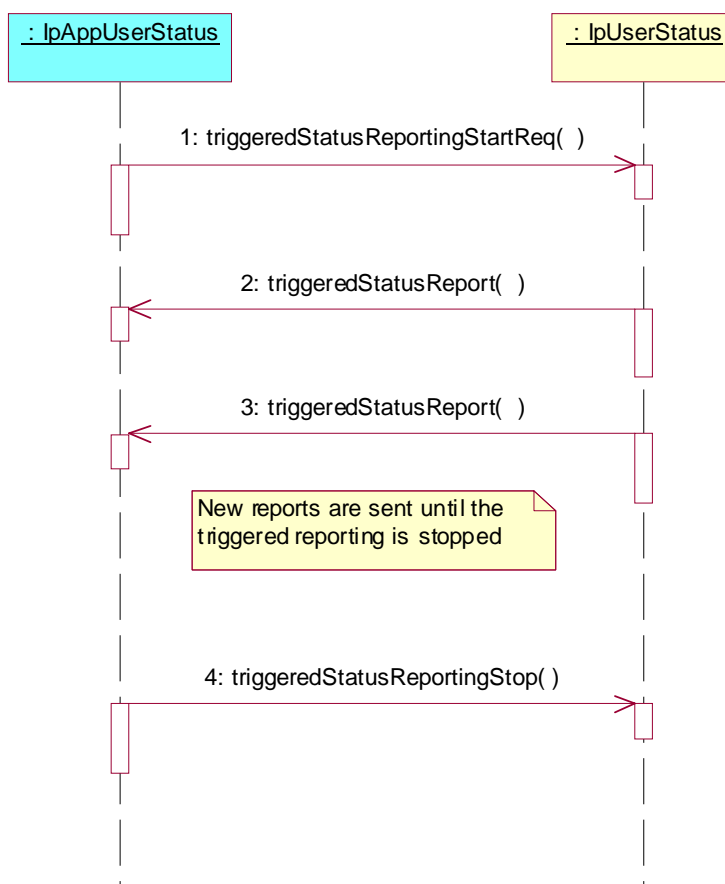 : IpAppUserStatus
: IpUserStatus
1: triggeredStatusReportingStartReq( )
2: triggeredStatusReport( )
3: triggeredStatusReport( )
New reports are sent until the
triggered reporting is stopped
4: triggeredStatusReportingStop( )